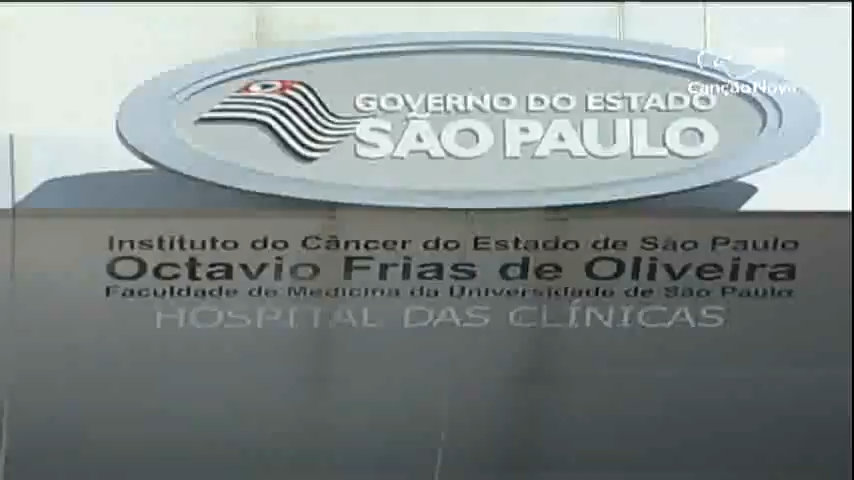 Canção Nova
GOVERNO DO ESTADO
SÃO PAULO
Instituto do Câncer do Estado de São Paulo
Octavio Frias de Oliveira
Faculdade de Medicina da Universidade de São Paulo
HOSPITAL DAS CLÍNICAS